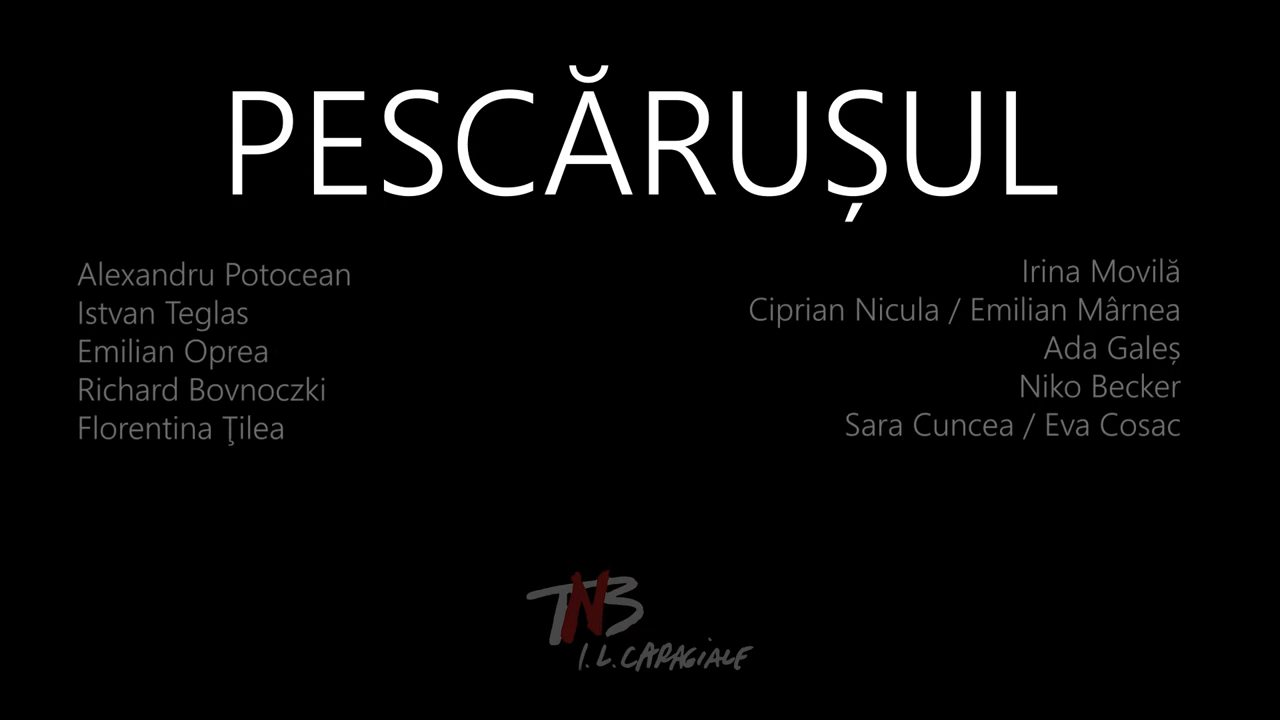 PESCĂRUȘUL
Alexandru Potocean
Istvan Teglas
Emilian Oprea
Richard Bovnoczki
Florentina Ţilea
Irina Movilă
Ciprian Nicula / Emilian Mârnea
Ada Galeș
Niko Becker
Sara Cuncea / Eva Cosac
TNB
I.L.CARAGIALE